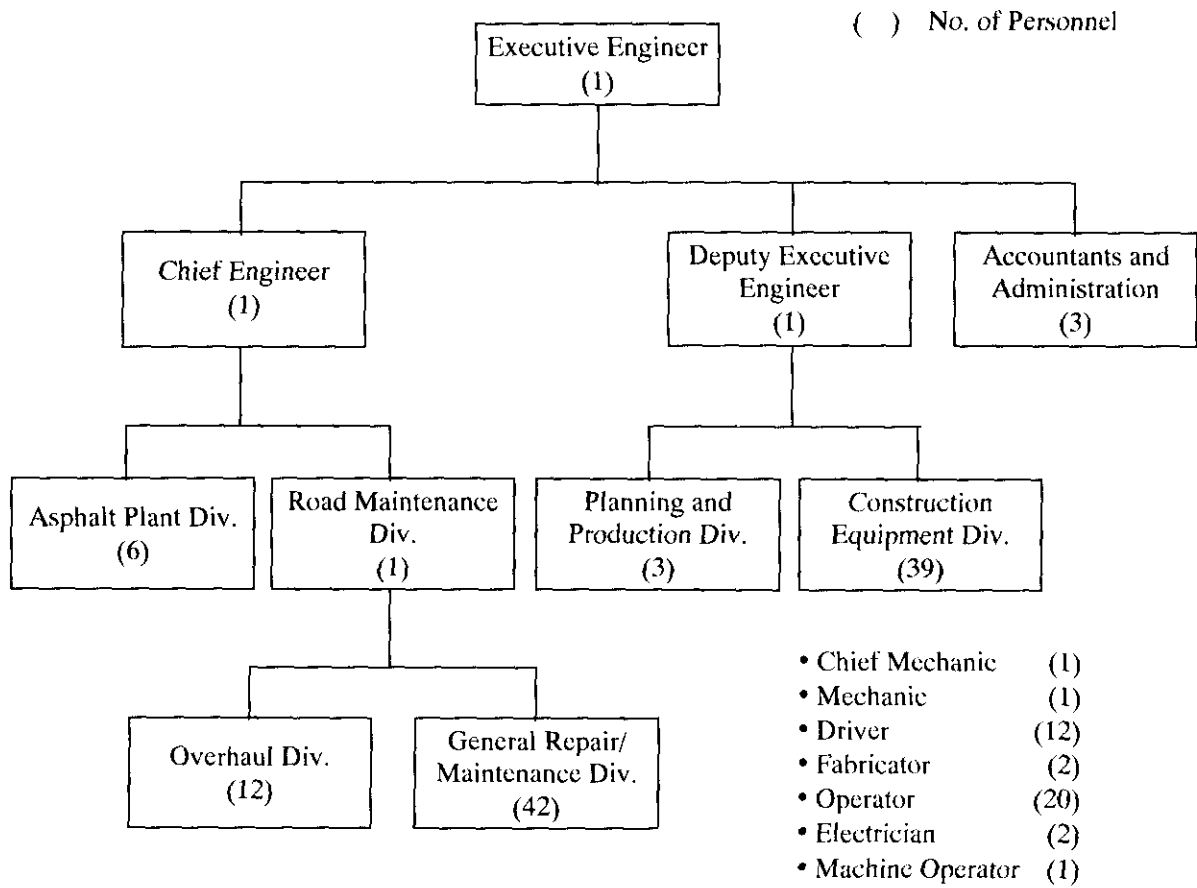 ( ) No. of Personnel
Executive Engineer
(1)
Chief Engineer
(1)
Deputy Executive
Engineer
(1)
Accountants and
Administration
(3)
Asphalt Plant Div.
(6)
Road Maintenance
Div.
(1)
Planning and
Production Div.
(3)
Construction
Equipment Div.
(39)
Overhaul Div.
(12)
General Repair/
Maintenance Div.
(42)
• Chief Mechanic (1)
• Mechanic (1)
• Driver (12)
• Fabricator (2)
• Operator (20)
• Electrician (2)
• Machine Operator (1)